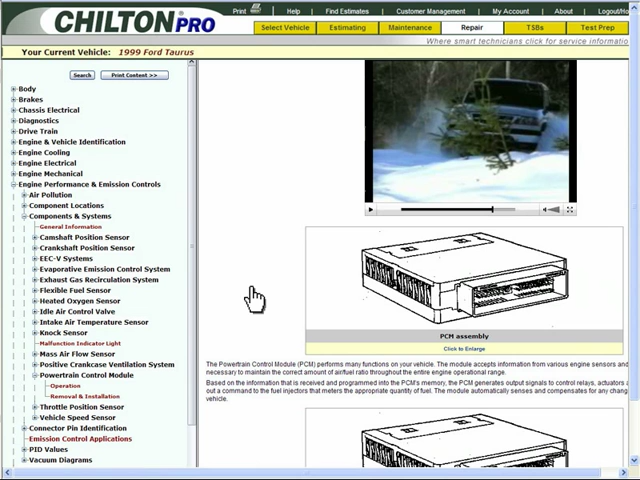 CHILTONPRO
Print Help Find Estimates Customer Management My Account About Logout/Ho
Select Vehicle Estimating Maintenance Repair TSBs Test Prep
Where smart technicians click for service informatio
Your Current Vehicle: 1999 Ford Taurus
Search Print Content >>
Body
Brakes
Chassis Electrical
Diagnostics
Drive Train
Engine & Vehicle Identification
Engine Cooling
Engine Electrical
Engine Mechanical
Engine Performance & Emission Controls
Air Pollution
Component Locations
Components & Systems
General Information
Camshaft Position Sensor
Crankshaft Position Sensor
EEC-V Systems
Evaporative Emission Control System
Exhaust Gas Recirculation System
Flexible Fuel Sensor
Heated Oxygen Sensor
Idle Air Control Valve
Intake Air Temperature Sensor
Knock Sensor
Malfunction Indicator Light
Mass Air Flow Sensor
Positive Crankcase Ventilation System
Powertrain Control Module
Operation
Removal & Installation
Throttle Position Sensor
Vehicle Speed Sensor
Connector Pin Identification
Emission Control Applications
PID Values
Vacuum Diagrams
PCM assembly
Click to Enlarge
The Powertrain Control Module (PCM) performs many functions on your vehicle. The module accepts information from various engine sensors and
necessary to maintain the correct amount of air/fuel ratio throughout the entire engine operational range.
Based on the information that is received and programmed into the PCM's memory, the PCM generates output signals to control relays, actuators a
out a command to the fuel injectors that meters the appropriate quantity of fuel. The module automatically senses and compensates for any chang
vehicle.